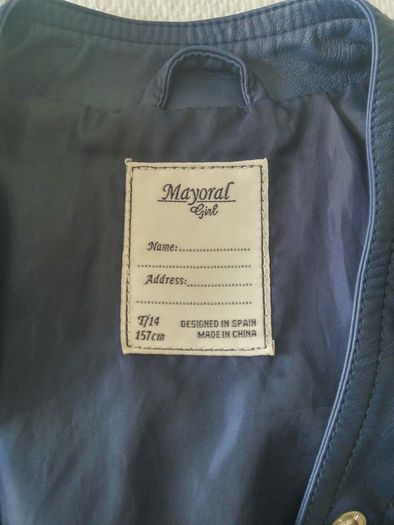 Mayoral
Girl
Name:..................
........................
Address:................
........................
T/14
157cm
DESIGNED IN SPAIN
MADE IN CHINA